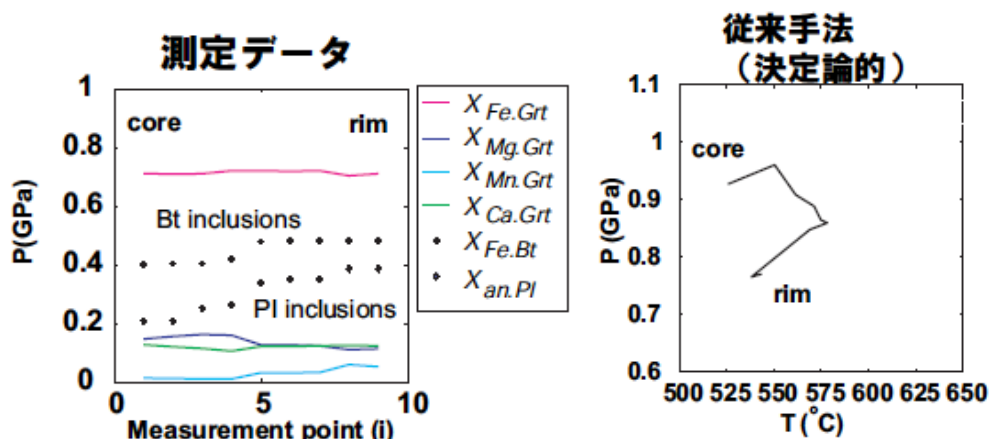 測定データ
P(GPa)
1
0.8
0.6
0.4
0.2
0
core
rim
Bt inclusions
Pl inclusions
0
5
10
Measurement point (i)
X Fe.Grt
X Mg.Grt
X Mn.Grt
X Ca.Grt
X Fe.Bt
X an.Pl
従来手法
（決定論的）
P (GPa)
1.1
1
0.9
0.8
0.7
0.6
core
rim
500 525 550 575 600 625 650
T (°C)